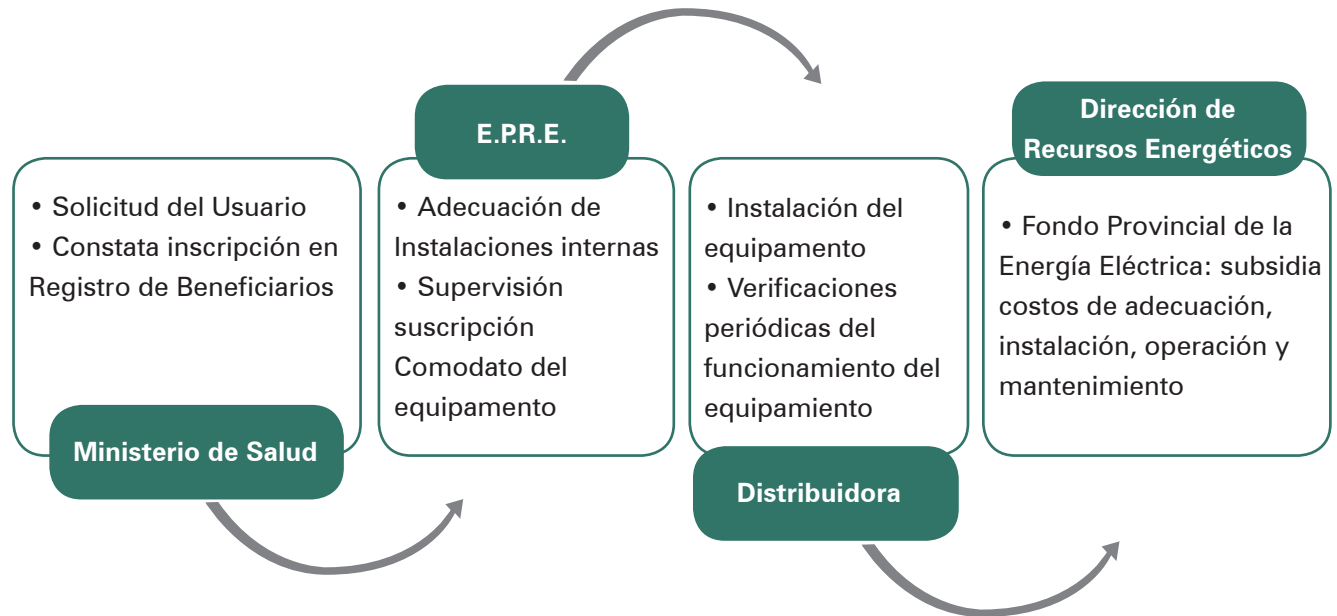 • Solicitud del Usuario
• Constata inscripción en
Registro de Beneficiarios
Ministerio de Salud
E.P.R.E.
• Adecuación de
Instalaciones internas
• Supervisión
suscripción
Comodato del
equipamento
• Instalación del
equipamento
• Verificaciones
periódicas del
funcionamiento del
equipamiento
Distribuidora
Dirección de
Recursos Energéticos
• Fondo Provincial de la
Energía Eléctrica: subsidia
costos de adecuación,
instalación, operación y
mantenimiento